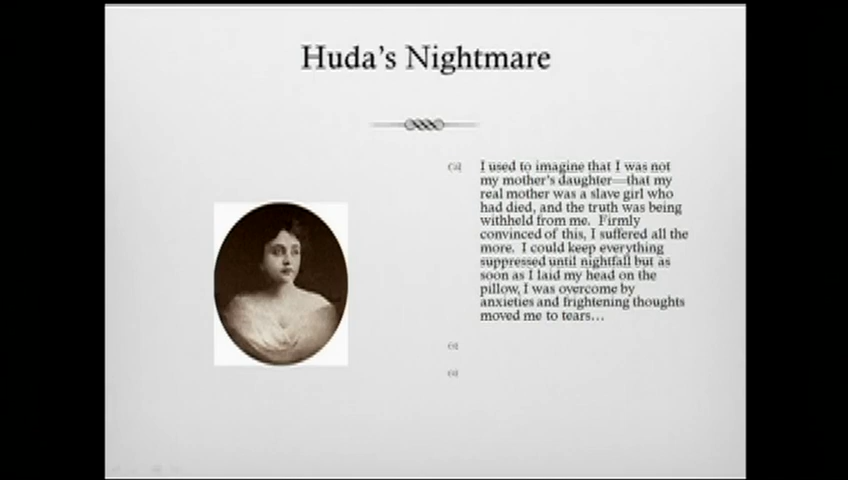 Huda's Nightmare
I used to imagine that I was not
my mother's daughter—that my
real mother was a slave girl who
had died, and the truth was being
withheld from me.  Firmly
convinced of this, I suffered all the
more.  I could keep everything
suppressed until nightfall but as
soon as I laid my head on the
pillow, I was overcome by
anxieties and frightening thoughts
moved me to tears…